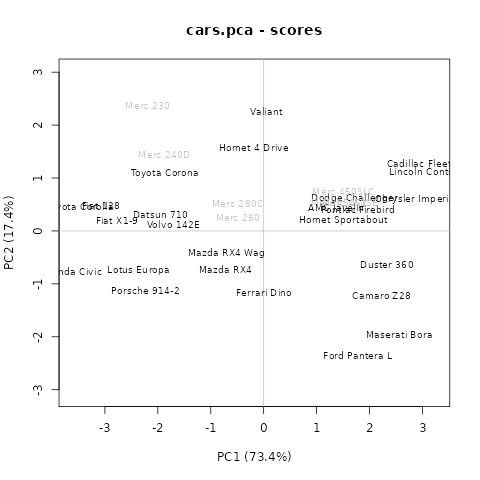 cars.pca - scores
PC2 (17.4%)
3
2
1
0
-1
-2
-3
Merc 230
Valiant
Hornet 4 Drive
Merc 240D
Cadillac Fleet
Toyota Corona
Lincoln Conti
Merc 450SLC
Dodge Challenger
Chrysler Imperia
Merc 280C
Fiat 128
AMC Javelin
Pontiac Firebird
Datsun 710
Merc 280
Hornet Sportabout
Fiat X1-9
Volvo 142E
Mazda RX4 Wag
Duster 360
nda Civic
Lotus Europa
Mazda RX4
Porsche 914-2
Ferrari Dino
Camaro Z28
Maserati Bora
Ford Pantera L
-3 -2 -1 0 1 2 3
PC1 (73.4%)